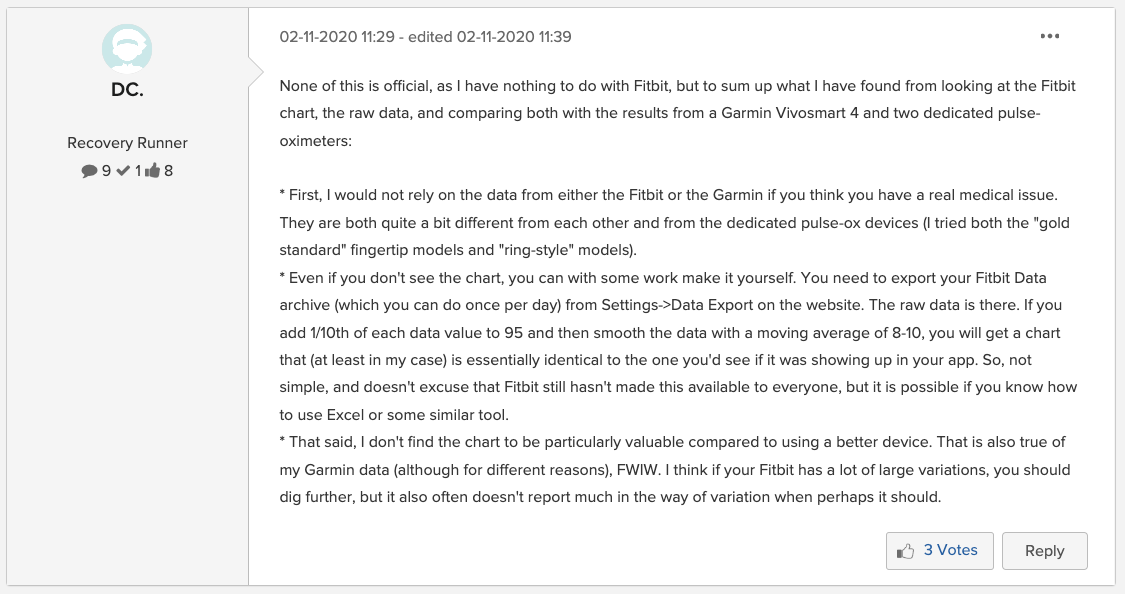 DC.
Recovery Runner
9 1 8
02-11-2020 11:29 - edited 02-11-2020 11:39
None of this is official, as I have nothing to do with Fitbit, but to sum up what I have found from looking at the Fitbit
chart, the raw data, and comparing both with the results from a Garmin Vivosmart 4 and two dedicated pulse-
oximeters:
* First, I would not rely on the data from either the Fitbit or the Garmin if you think you have a real medical issue.
They are both quite a bit different from each other and from the dedicated pulse-ox devices (I tried both the "gold
standard" fingertip models and "ring-style" models).
* Even if you don't see the chart, you can with some work make it yourself. You need to export your Fitbit Data
archive (which you can do once per day) from Settings->Data Export on the website. The raw data is there. If you
add 1/10th of each data value to 95 and then smooth the data with a moving average of 8-10, you will get a chart
that (at least in my case) is essentially identical to the one you'd see if it was showing up in your app. So, not
simple, and doesn't excuse that Fitbit still hasn't made this available to everyone, but it is possible if you know how
to use Excel or some similar tool.
* That said, I don't find the chart to be particularly valuable compared to using a better device. That is also true of
my Garmin data (although for different reasons), FWIW. I think if your Fitbit has a lot of large variations, you should
dig further, but it also often doesn't report much in the way of variation when perhaps it should.
3 Votes
Reply